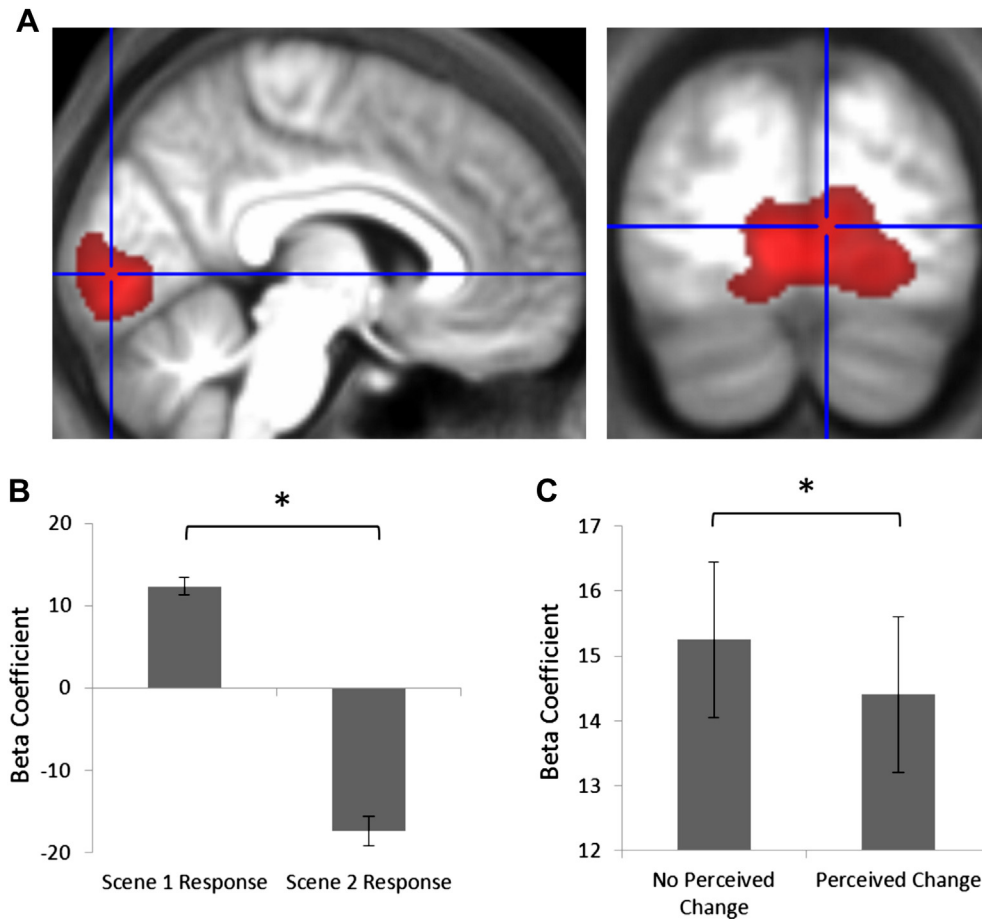 A
B
*
20
10
0
-10
-20
Beta Coefficient
Scene 1 Response
Scene 2 Response
C
*
17
16
15
14
13
12
Beta Coefficient
No Perceived
Change
Perceived Change